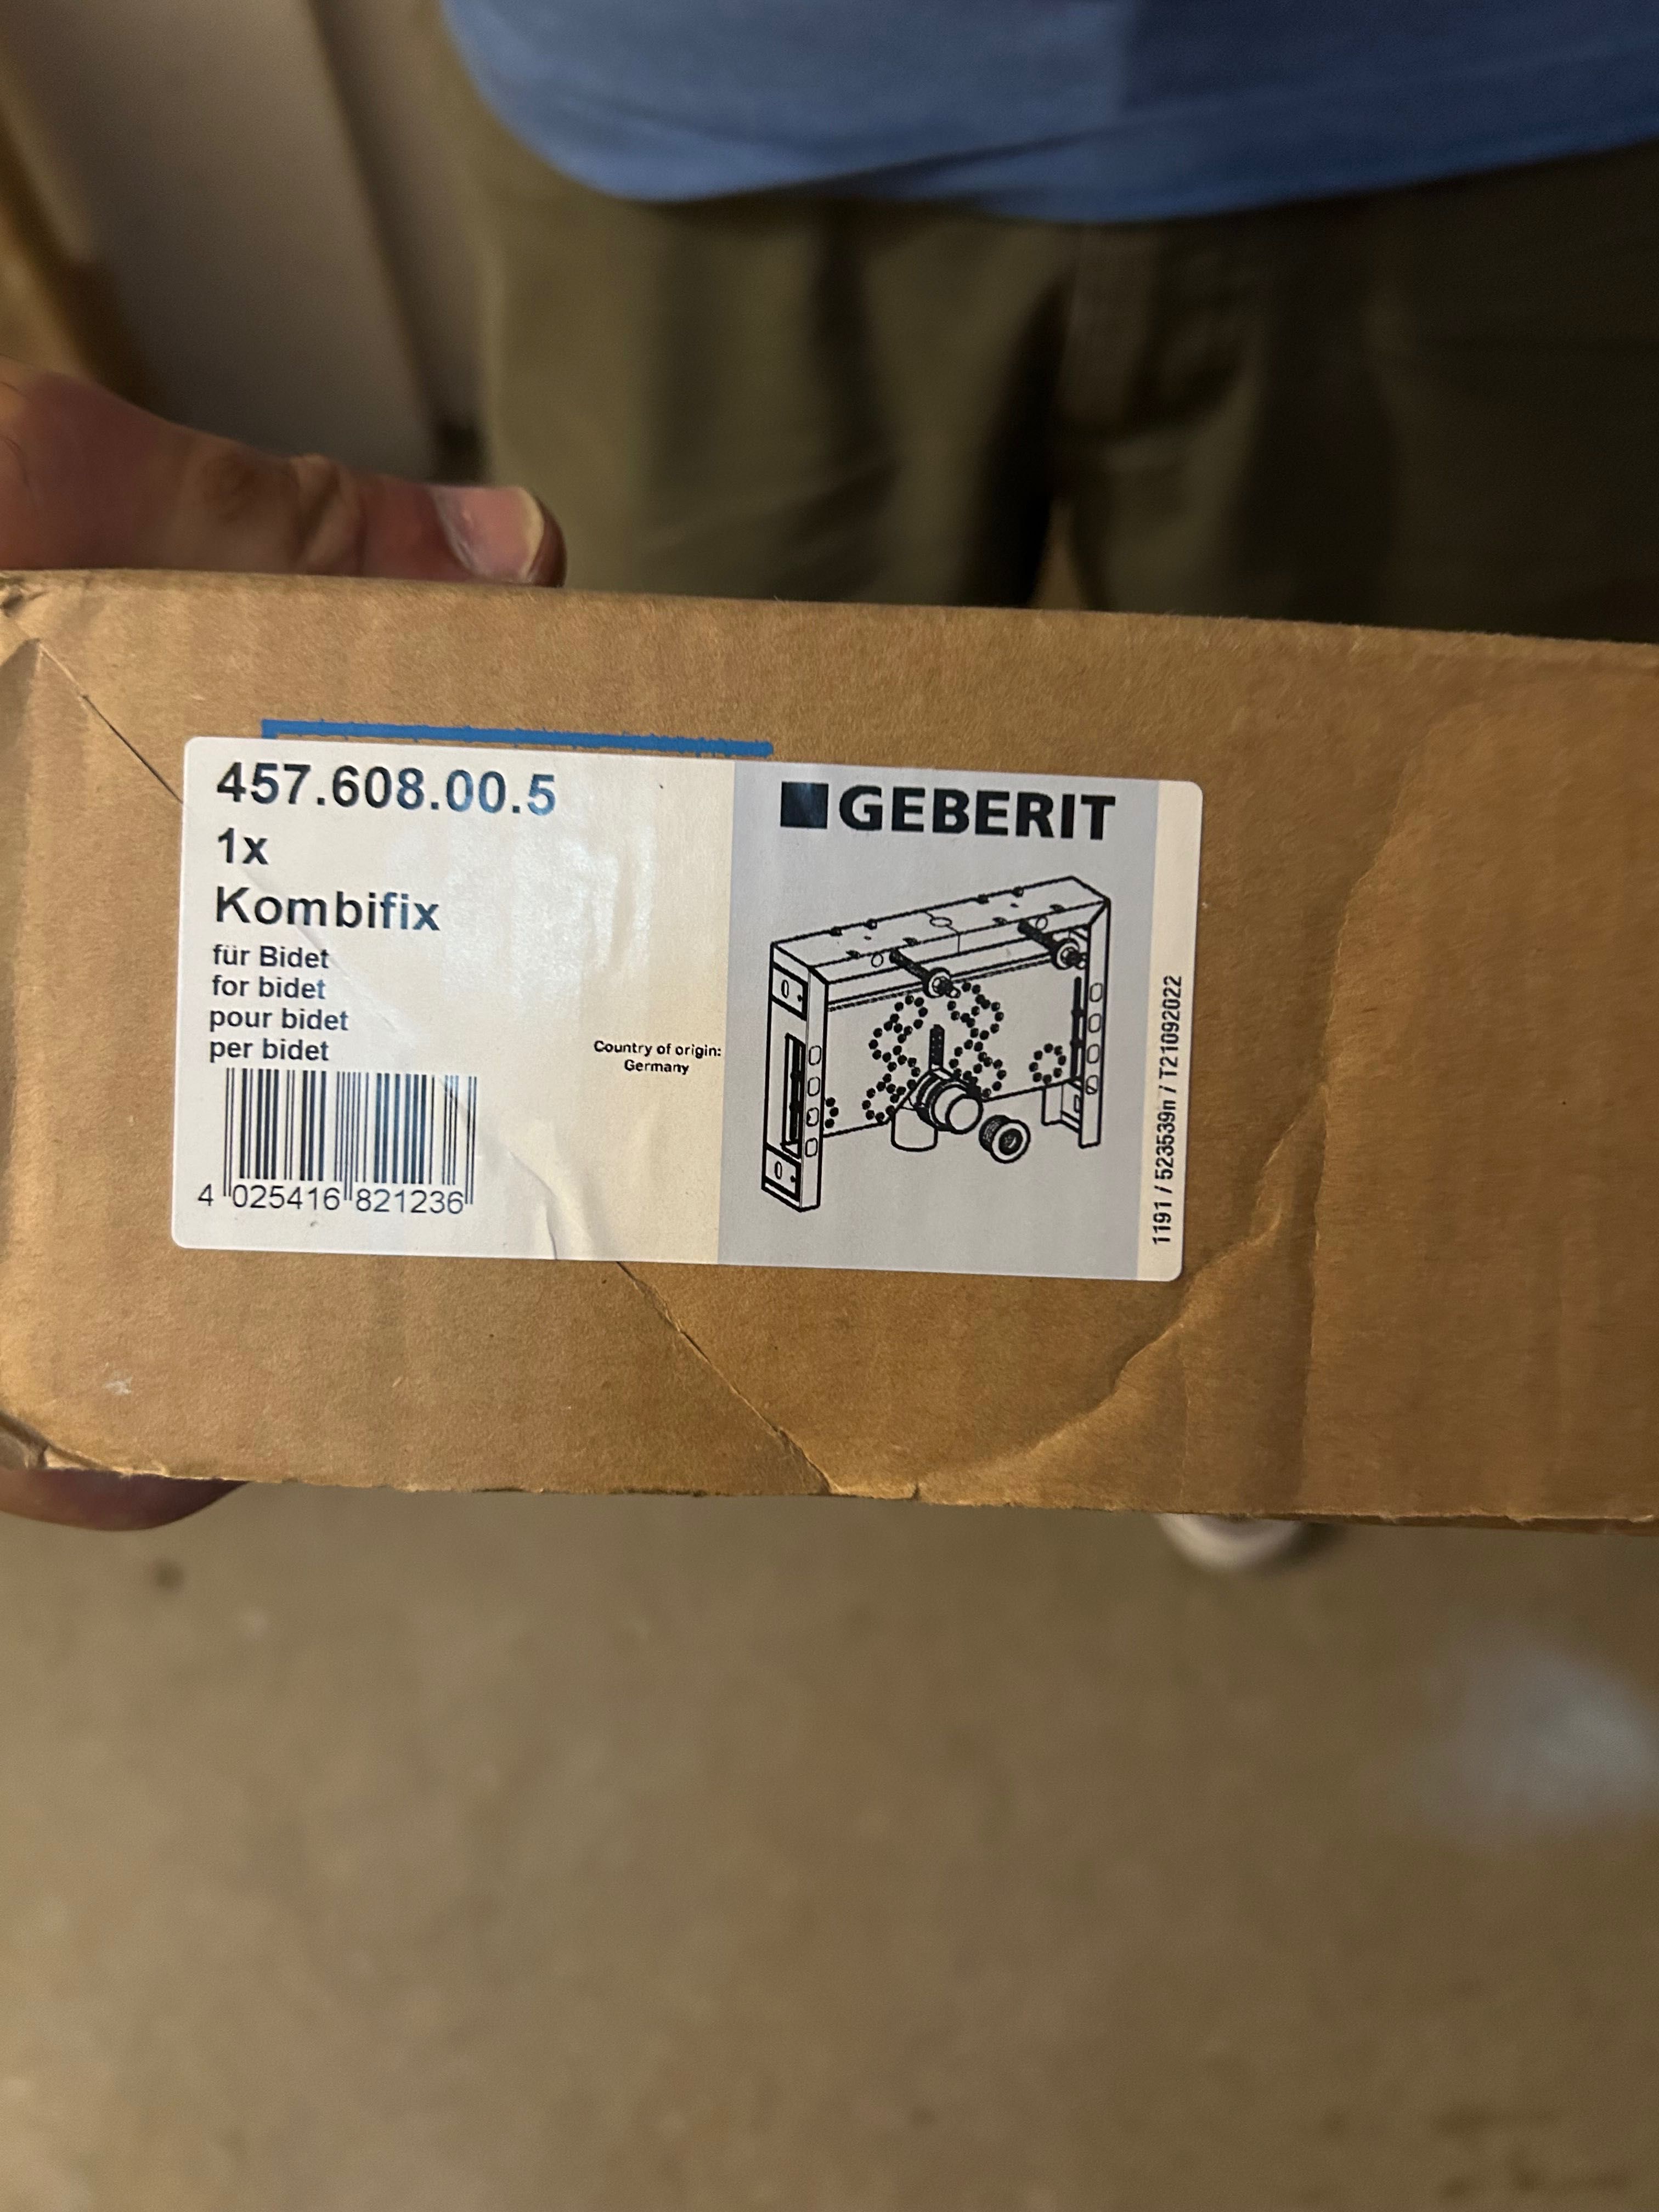 457.608.00.5
1x
Kombifix
für Bidet
for bidet
pour bidet
per bidet
4 025416 821236
Country of origin:
Germany
GEBERIT
1191 / 523539n / T21092022